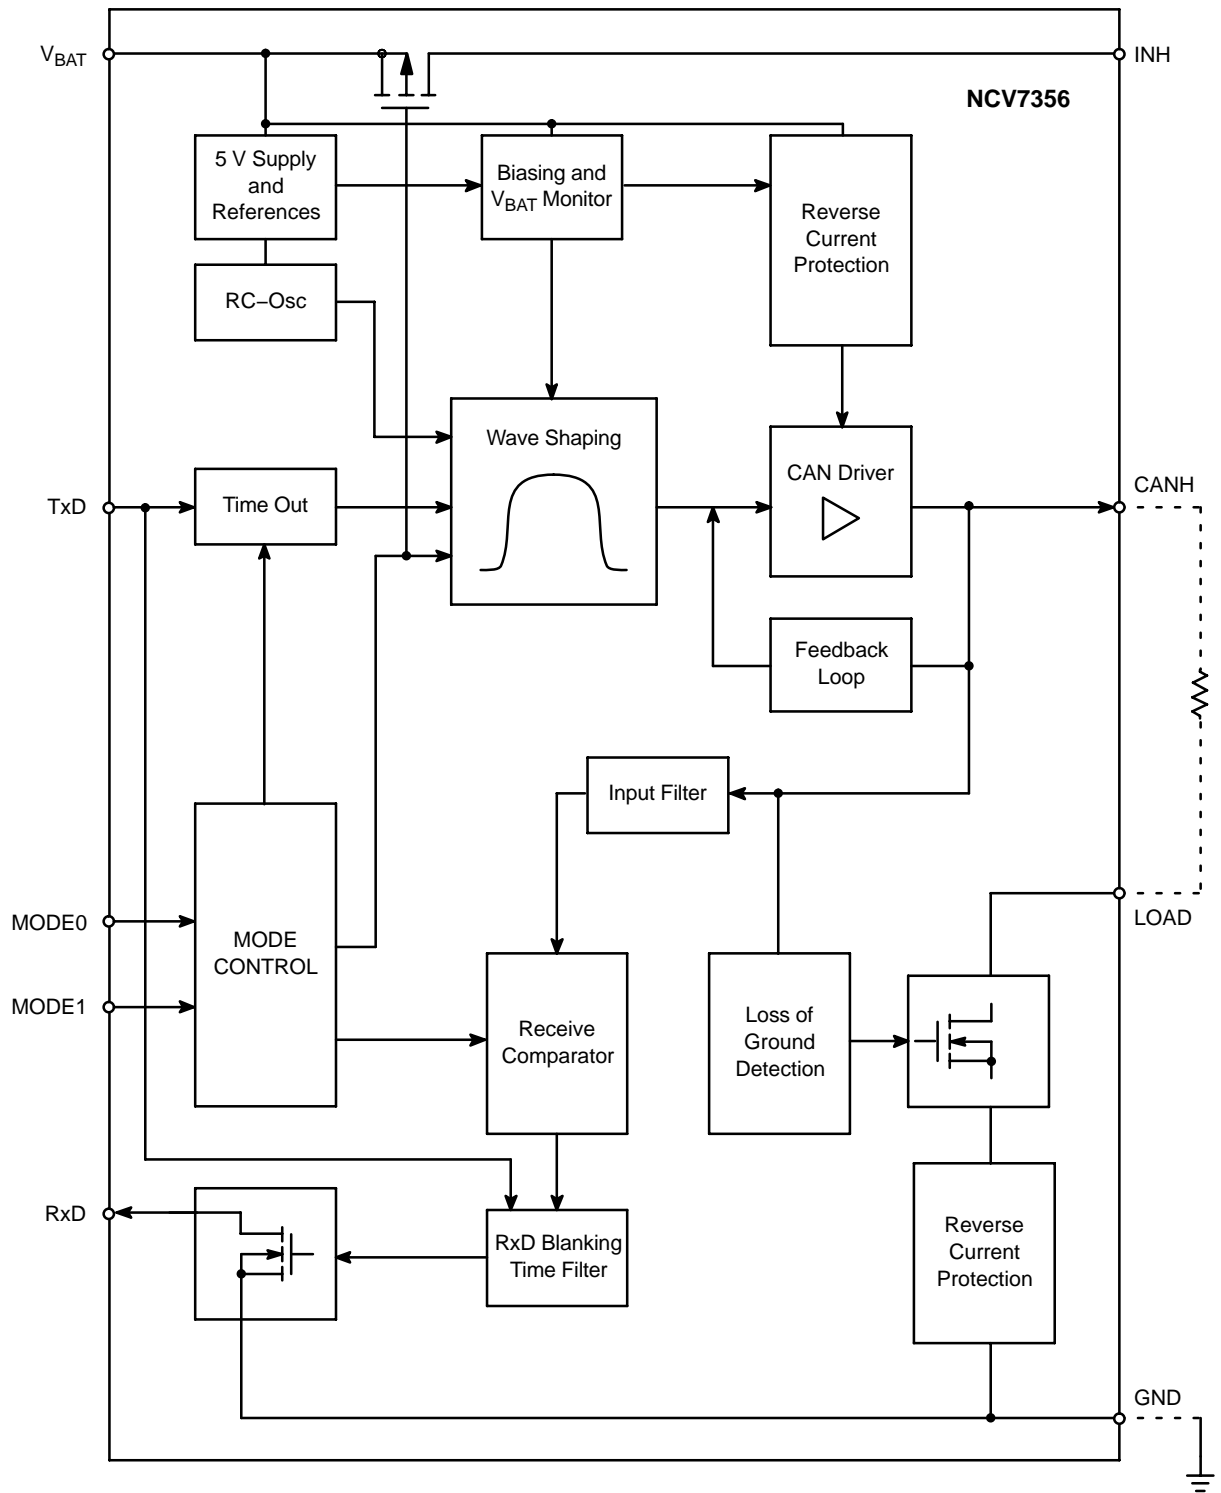 V_BAT
INH
NCV7356
5 V Supply
and
References
Biasing and
V_BAT Monitor
Reverse
Current
Protection
RC–Osc
Wave Shaping
CAN Driver
CANH
TxD
Time Out
Feedback
Loop
Input Filter
MODE0
LOAD
MODE
CONTROL
MODE1
Receive
Comparator
Loss of
Ground
Detection
RxD
RxD Blanking
Time Filter
Reverse
Current
Protection
GND